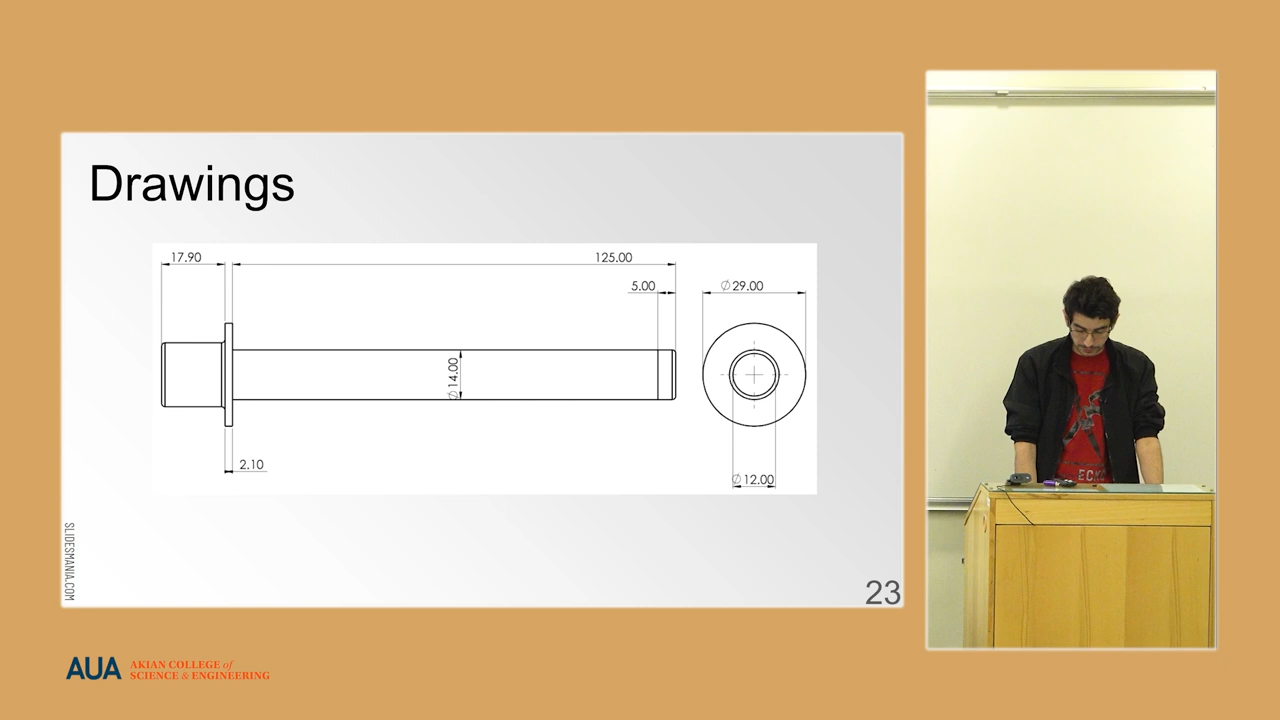 Drawings
17.90
125.00
5.00
∅29.00
∅14.00
2.10
∅12.00
SLIDESMANIA.COM
23
AUA AKIAN COLLEGE of
SCIENCE & ENGINEERING
ECKO